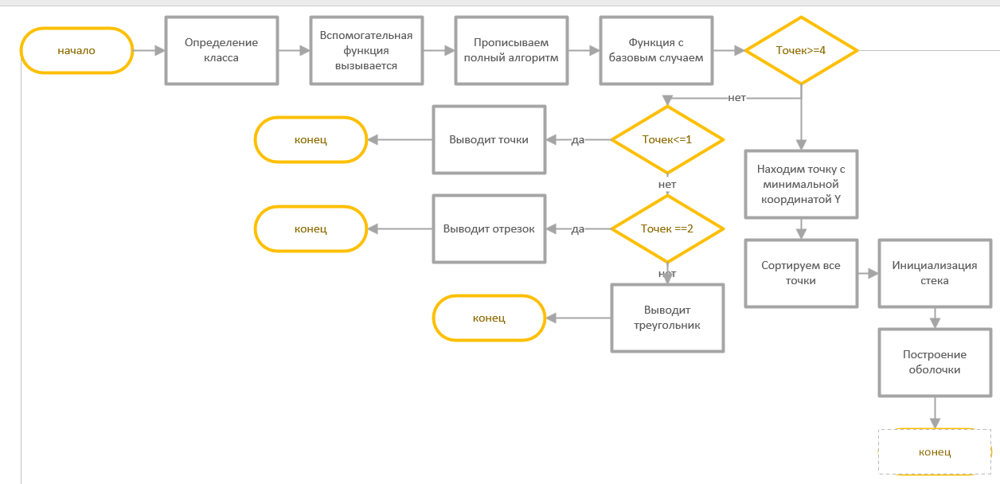 начало
Определение
класса
Вспомогательная
функция
вызывается
Прописываем
полный алгоритм
Функция с
базовым случаем
Точек>=4
нет
конец
Выводит точки
да
Точек<=1
Находим точку с
минимальной
координатой Y
нет
конец
Выводит отрезок
да
Точек ==2
Сортируем все
точки
Инициализация
стека
нет
конец
Выводит
треугольник
Построение
оболочки
конец